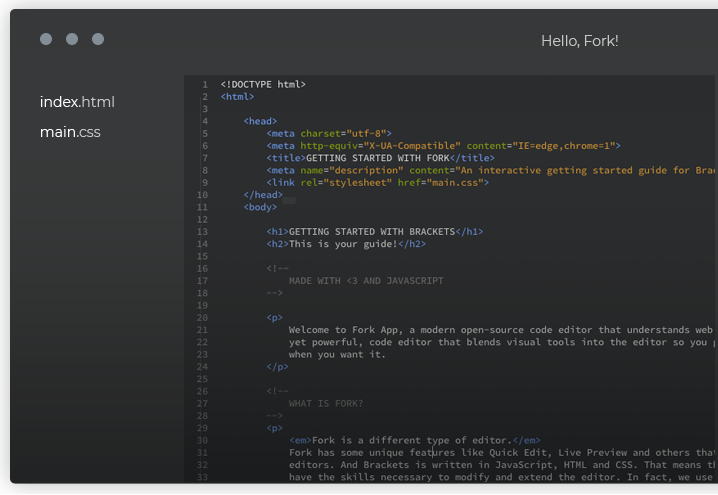 Hello, Fork!
index.html
main.css
1 <!DOCTYPE html>
2 <html>
3
4 <head>
5 <meta charset="utf-8">
6 <meta http-equiv="X-UA-Compatible" content="IE=edge,chrome=1">
7 <title>GETTING STARTED WITH FORK</title>
8 <meta name="description" content="An interactive getting started guide for Brac
9 <link rel="stylesheet" href="main.css">
10 </head>
11 <body>
12
13 <h1>GETTING STARTED WITH BRACKETS</h1>
14 <h2>This is your guide!</h2>
15
16 <!--
17 MADE WITH <3 AND JAVASCRIPT
18 -->
19
20 <p>
21 Welcome to Fork App, a modern open-source code editor that understands web
22 yet powerful, code editor that blends visual tools into the editor so you
23 when you want it.
24 </p>
25
26 <!--
27 WHAT IS FORK?
28 -->
29 <p>
30 <em>Fork is a different type of editor.</em>
31 Fork has some unique features like Quick Edit, Live Preview and others tha
32 editors. And Brackets is written in JavaScript, HTML and CSS. That means t
33 have the skills necessary to modify and extend the editor. In fact, we use